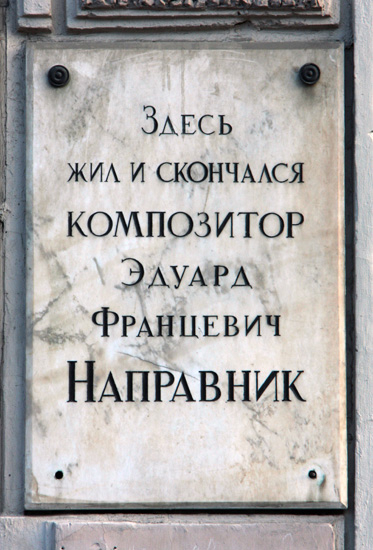 Здесь
жил и скончался
композитор
Эдуард
Францевич
Направник